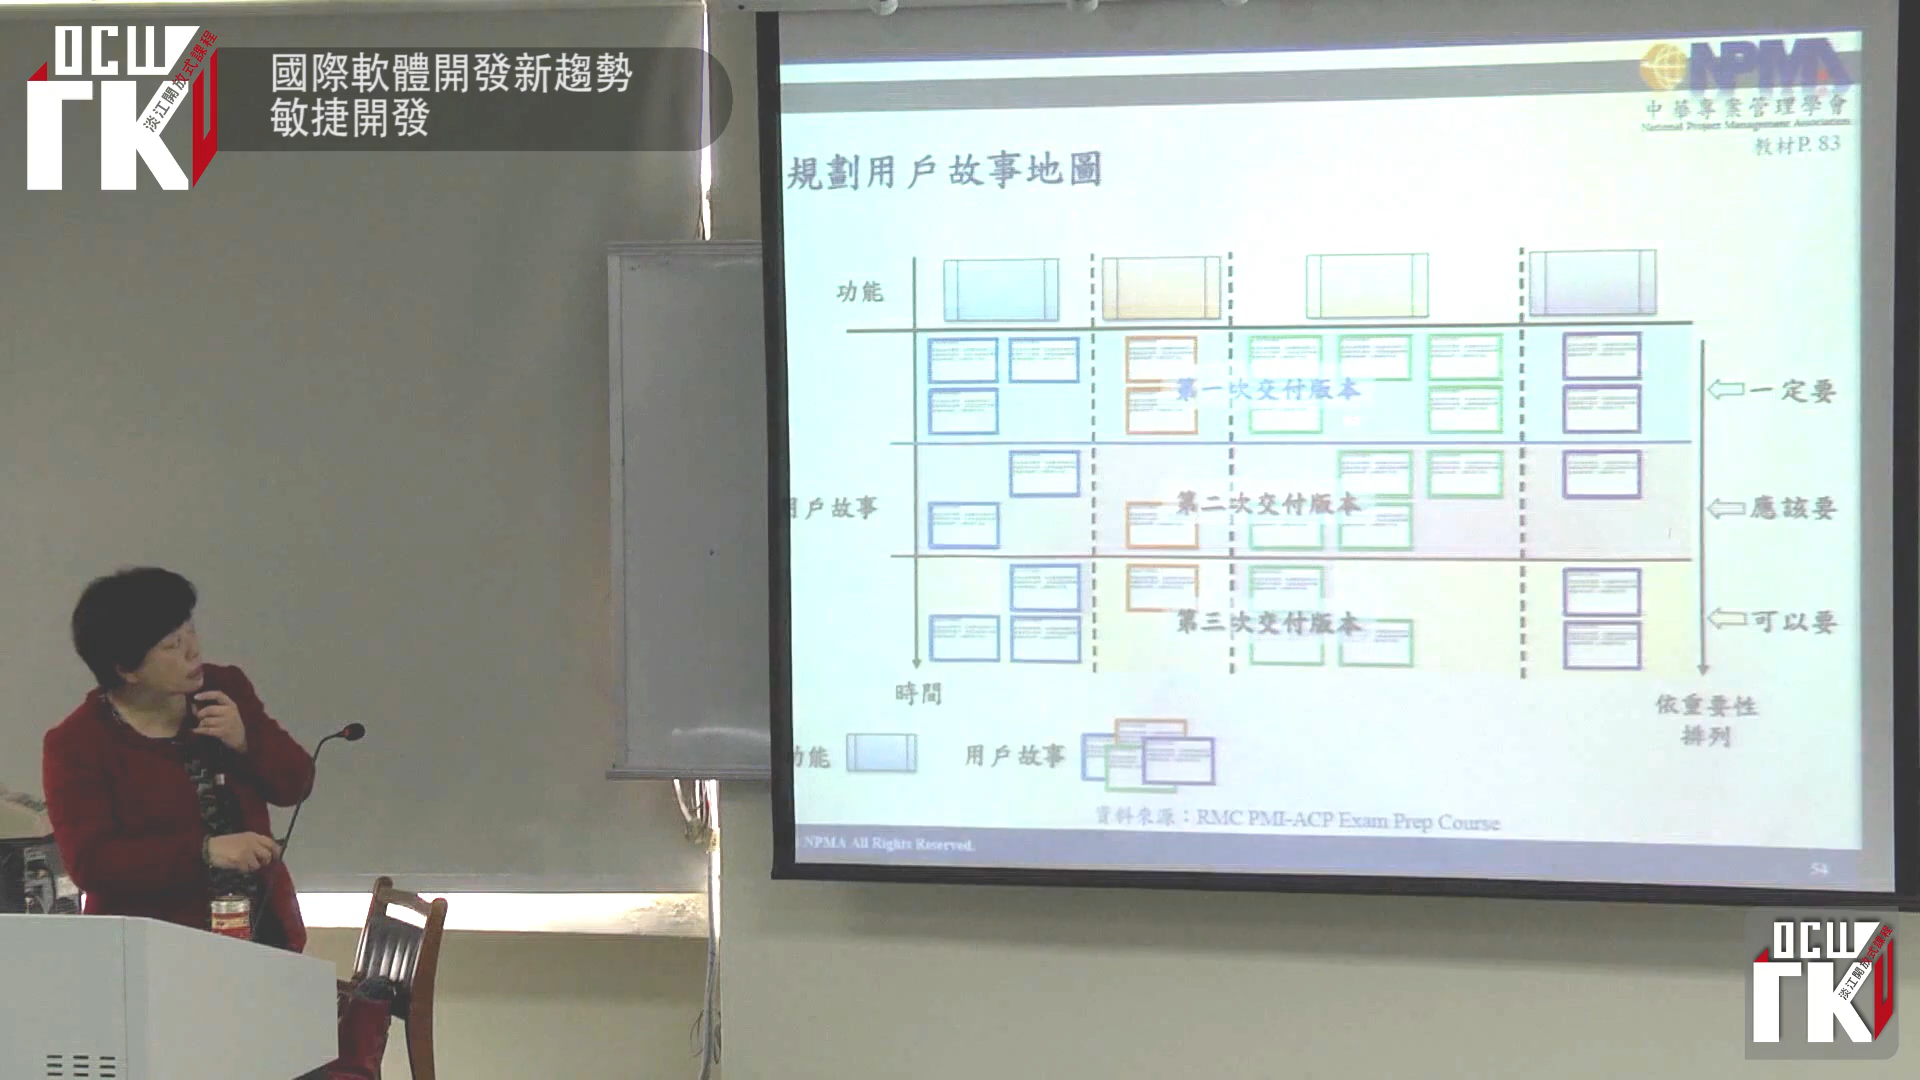 OCW
TKU
淡江開放式課程
國際軟體開發新趨勢
敏捷開發
NPMA
中華專案管理學會
National Project Management Association
教材P. 83
規劃用戶故事地圖
功能
第一次交付版本
一定要
用戶故事
第二次交付版本
應該要
第三次交付版本
可以要
時間
依重要性
排列
功能
用戶故事
資料來源：RMC PMI-ACP Exam Prep Course
NPMA All Rights Reserved.
54
OCW
TKU
淡江開放式課程